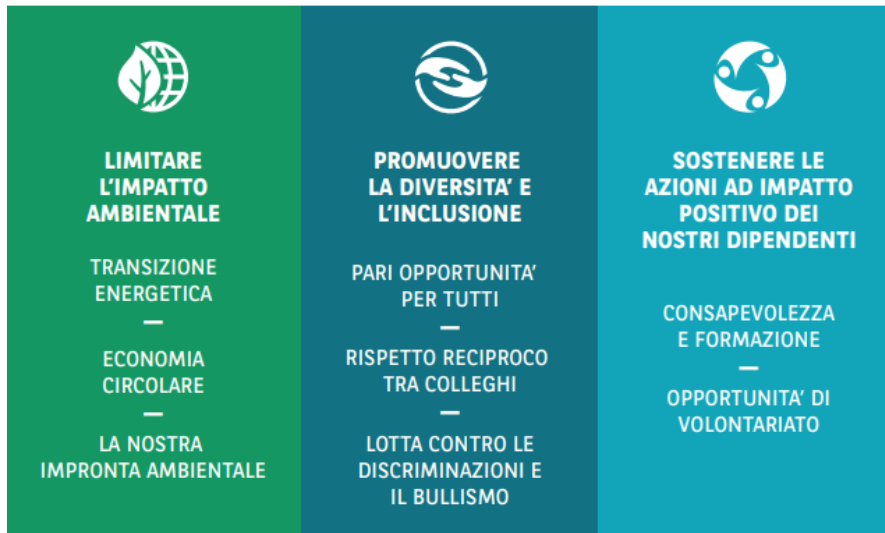 LIMITARE
L'IMPATTO
AMBIENTALE
TRANSIZIONE
ENERGETICA
—
ECONOMIA
CIRCOLARE
—
LA NOSTRA
IMPRONTA AMBIENTALE
PROMUOVERE
LA DIVERSITA' E
L'INCLUSIONE
PARI OPPORTUNITA'
PER TUTTI
—
RISPETTO RECIPROCO
TRA COLLEGHI
—
LOTTA CONTRO LE
DISCRIMINAZIONI E
IL BULLISMO
SOSTENERE LE
AZIONI AD IMPATTO
POSITIVO DEI
NOSTRI DIPENDENTI
CONSAPEVOLEZZA
E FORMAZIONE
—
OPPORTUNITA' DI
VOLONTARIATO